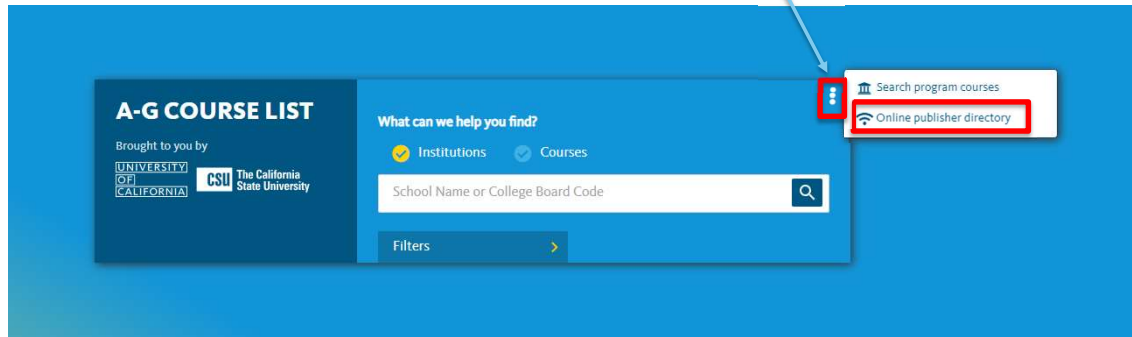 A-G COURSE LIST
Brought to you by
UNIVERSITY
OF
CALIFORNIA
CSU The California
State University
What can we help you find?
Institutions Courses
School Name or College Board Code
Filters
Search program courses
Online publisher directory